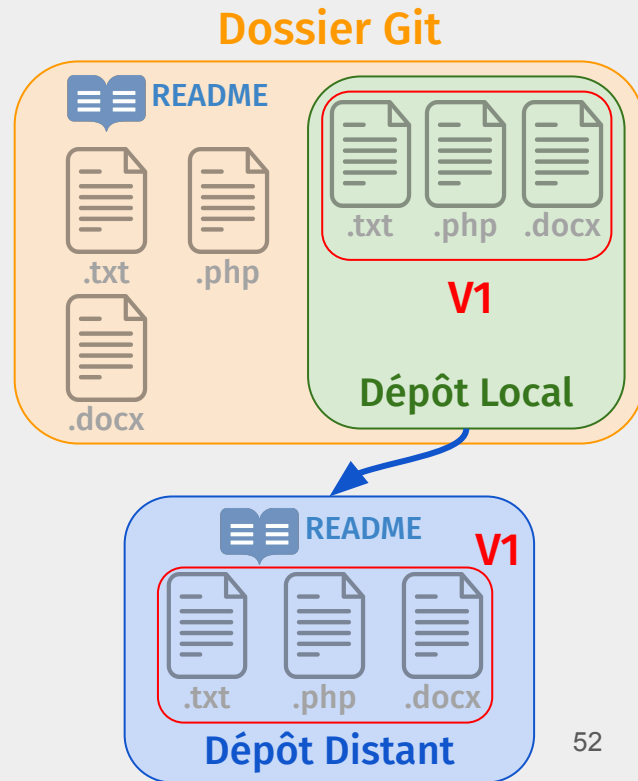 Dossier Git
README
.txt
.php
.docx
.txt .php .docx
V1
Dépôt Local
README
V1
.txt .php .docx
Dépôt Distant
52